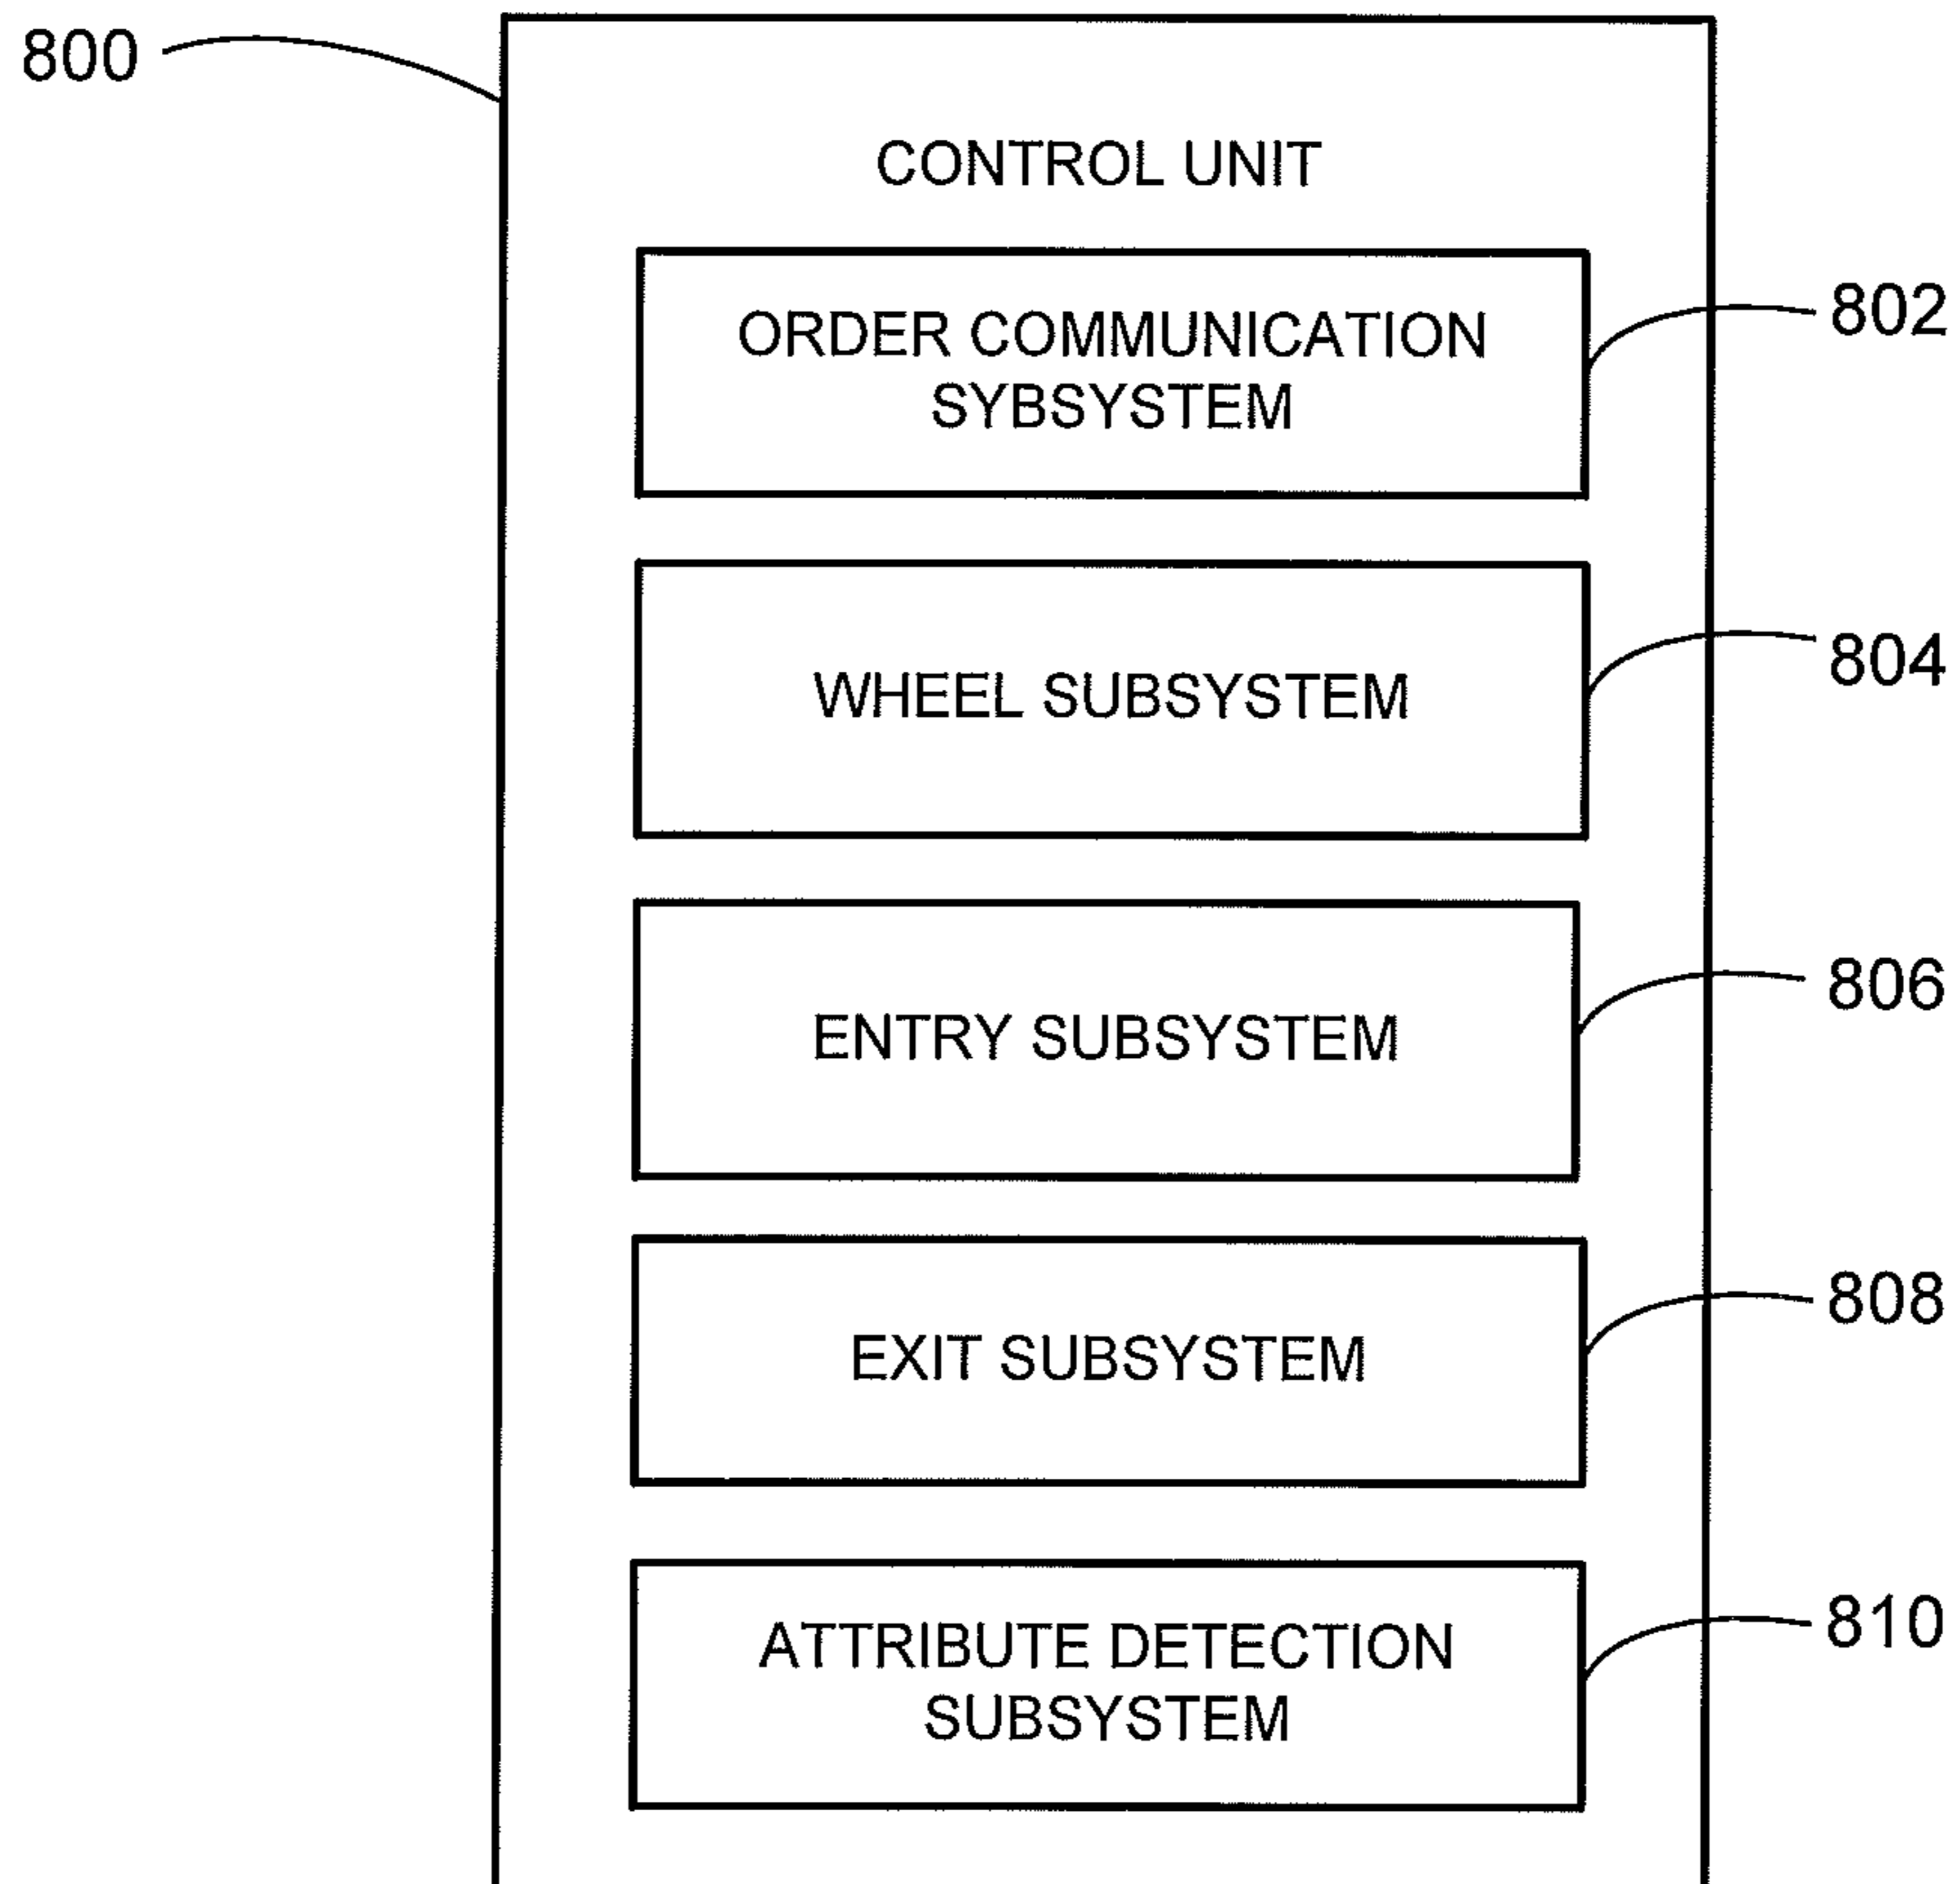 800
CONTROL UNIT
ORDER COMMUNICATION
SYBSYSTEM
802
WHEEL SUBSYSTEM
804
ENTRY SUBSYSTEM
806
EXIT SUBSYSTEM
808
ATTRIBUTE DETECTION
SUBSYSTEM
810